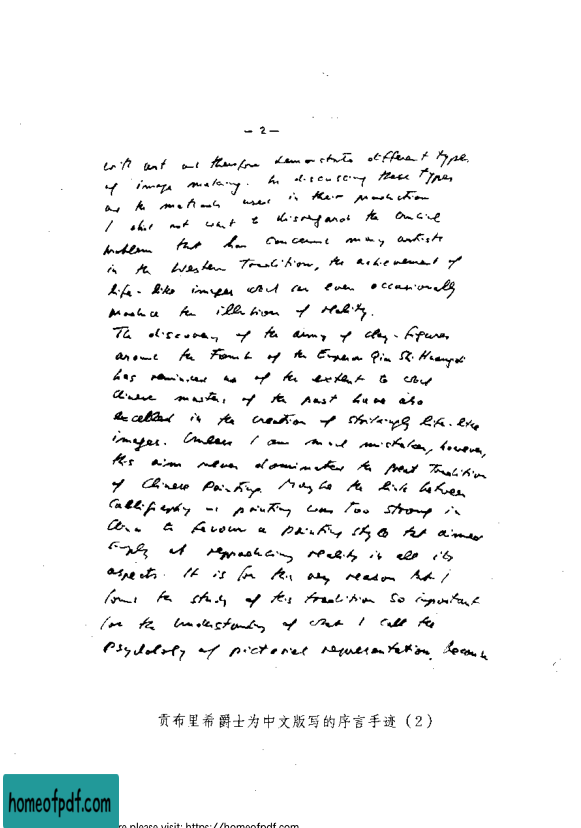 — 2 —
with art and therefore demonstrate different types
of image making. In discussing these types
and the methods used in their production
I did not want to disregard the crucial
problem that has concerned many artists
in the Western Tradition, the achievement of
life-like images which can even occasionally
produce the illusion of reality.
The discovery of the army of clay-figures
around the Tomb of the Emperor Qin Shi Huangdi
has reminded us of the extent to which
Chinese masters of the past have also
excelled in the creation of strikingly life-like
images. Unless I am much mistaken, however,
this aim never dominated the great Tradition
of Chinese Painting. Maybe the link between
Calligraphy and painting was too strong in
China to favour a painting style that aimed
simply at reproducing reality in all its
aspects. It is for this very reason that I
found the study of this tradition so important
for the understanding of what I call the
Psychology of pictorial representation, because
贡布里希爵士为中文版写的序言手迹（2）
homeofpdf.com
re please visit: https://homeofpdf.com